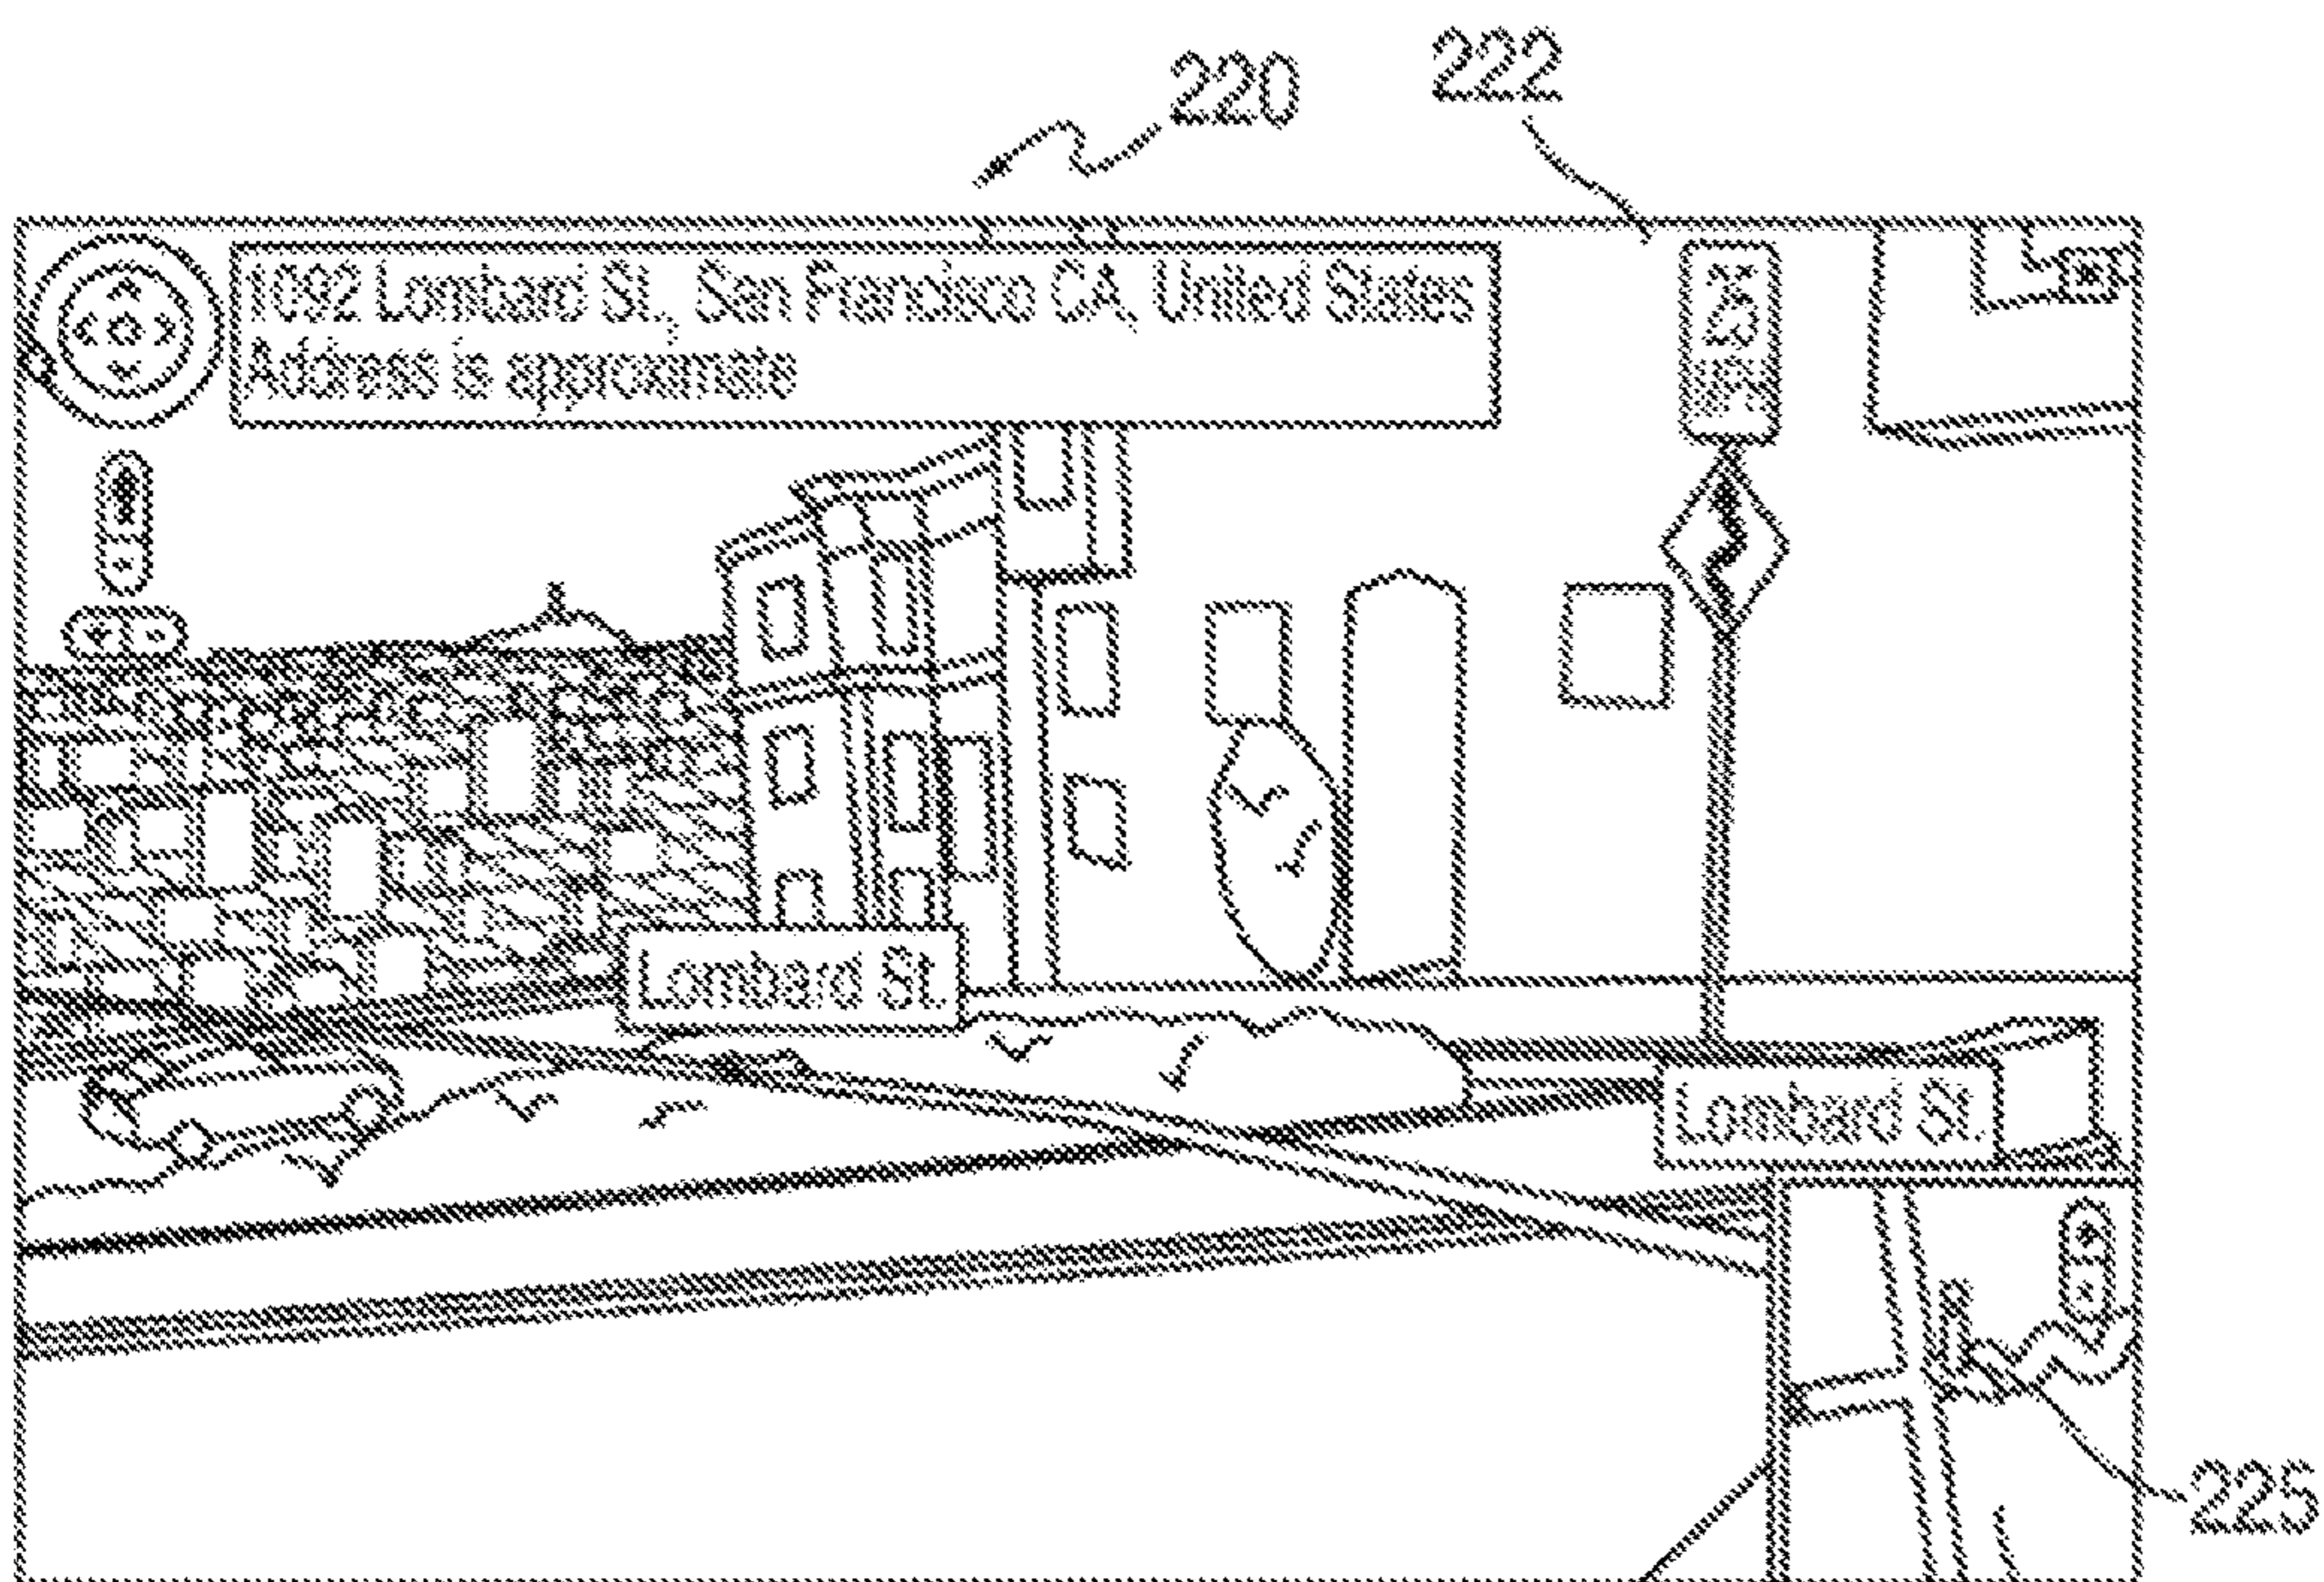 220
222
1092 Lombard St., San Francisco CA, United States
Address is approximate
25
MPH
Lombard St.
Lombard St.
225